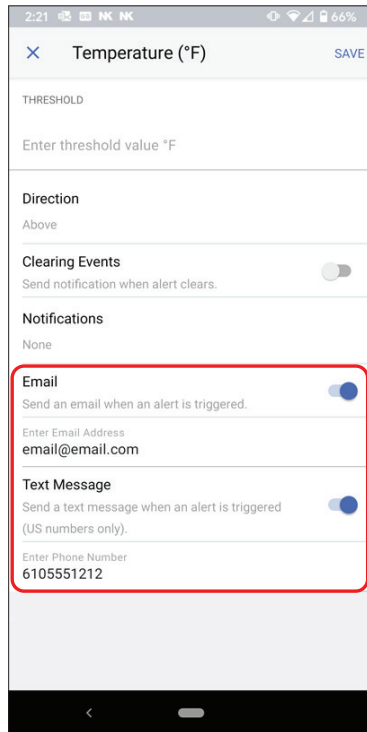 2:21 NK NK 66%
Temperature (°F) SAVE
THRESHOLD
Enter threshold value °F
Direction
Above
Clearing Events
Send notification when alert clears.
Notifications
None
Email
Send an email when an alert is triggered.
Enter Email Address
email@email.com
Text Message
Send a text message when an alert is triggered
(US numbers only).
Enter Phone Number
6105551212